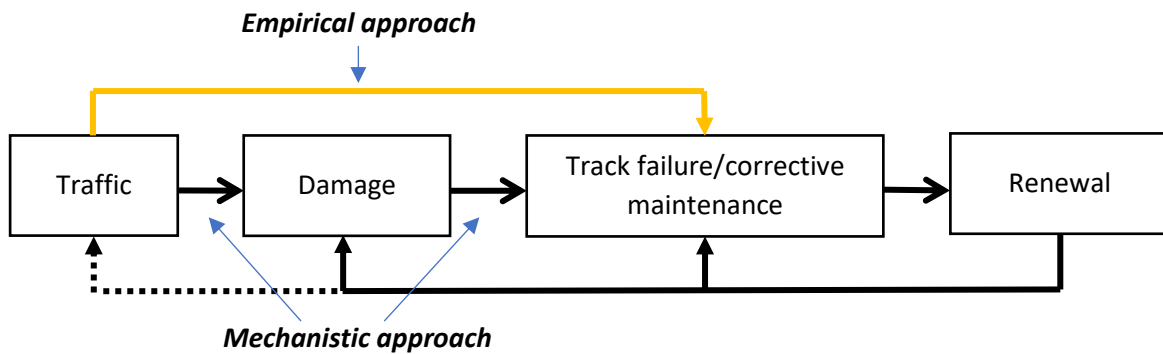 Empirical approach
Traffic
Damage
Track failure/corrective
maintenance
Renewal
Mechanistic approach